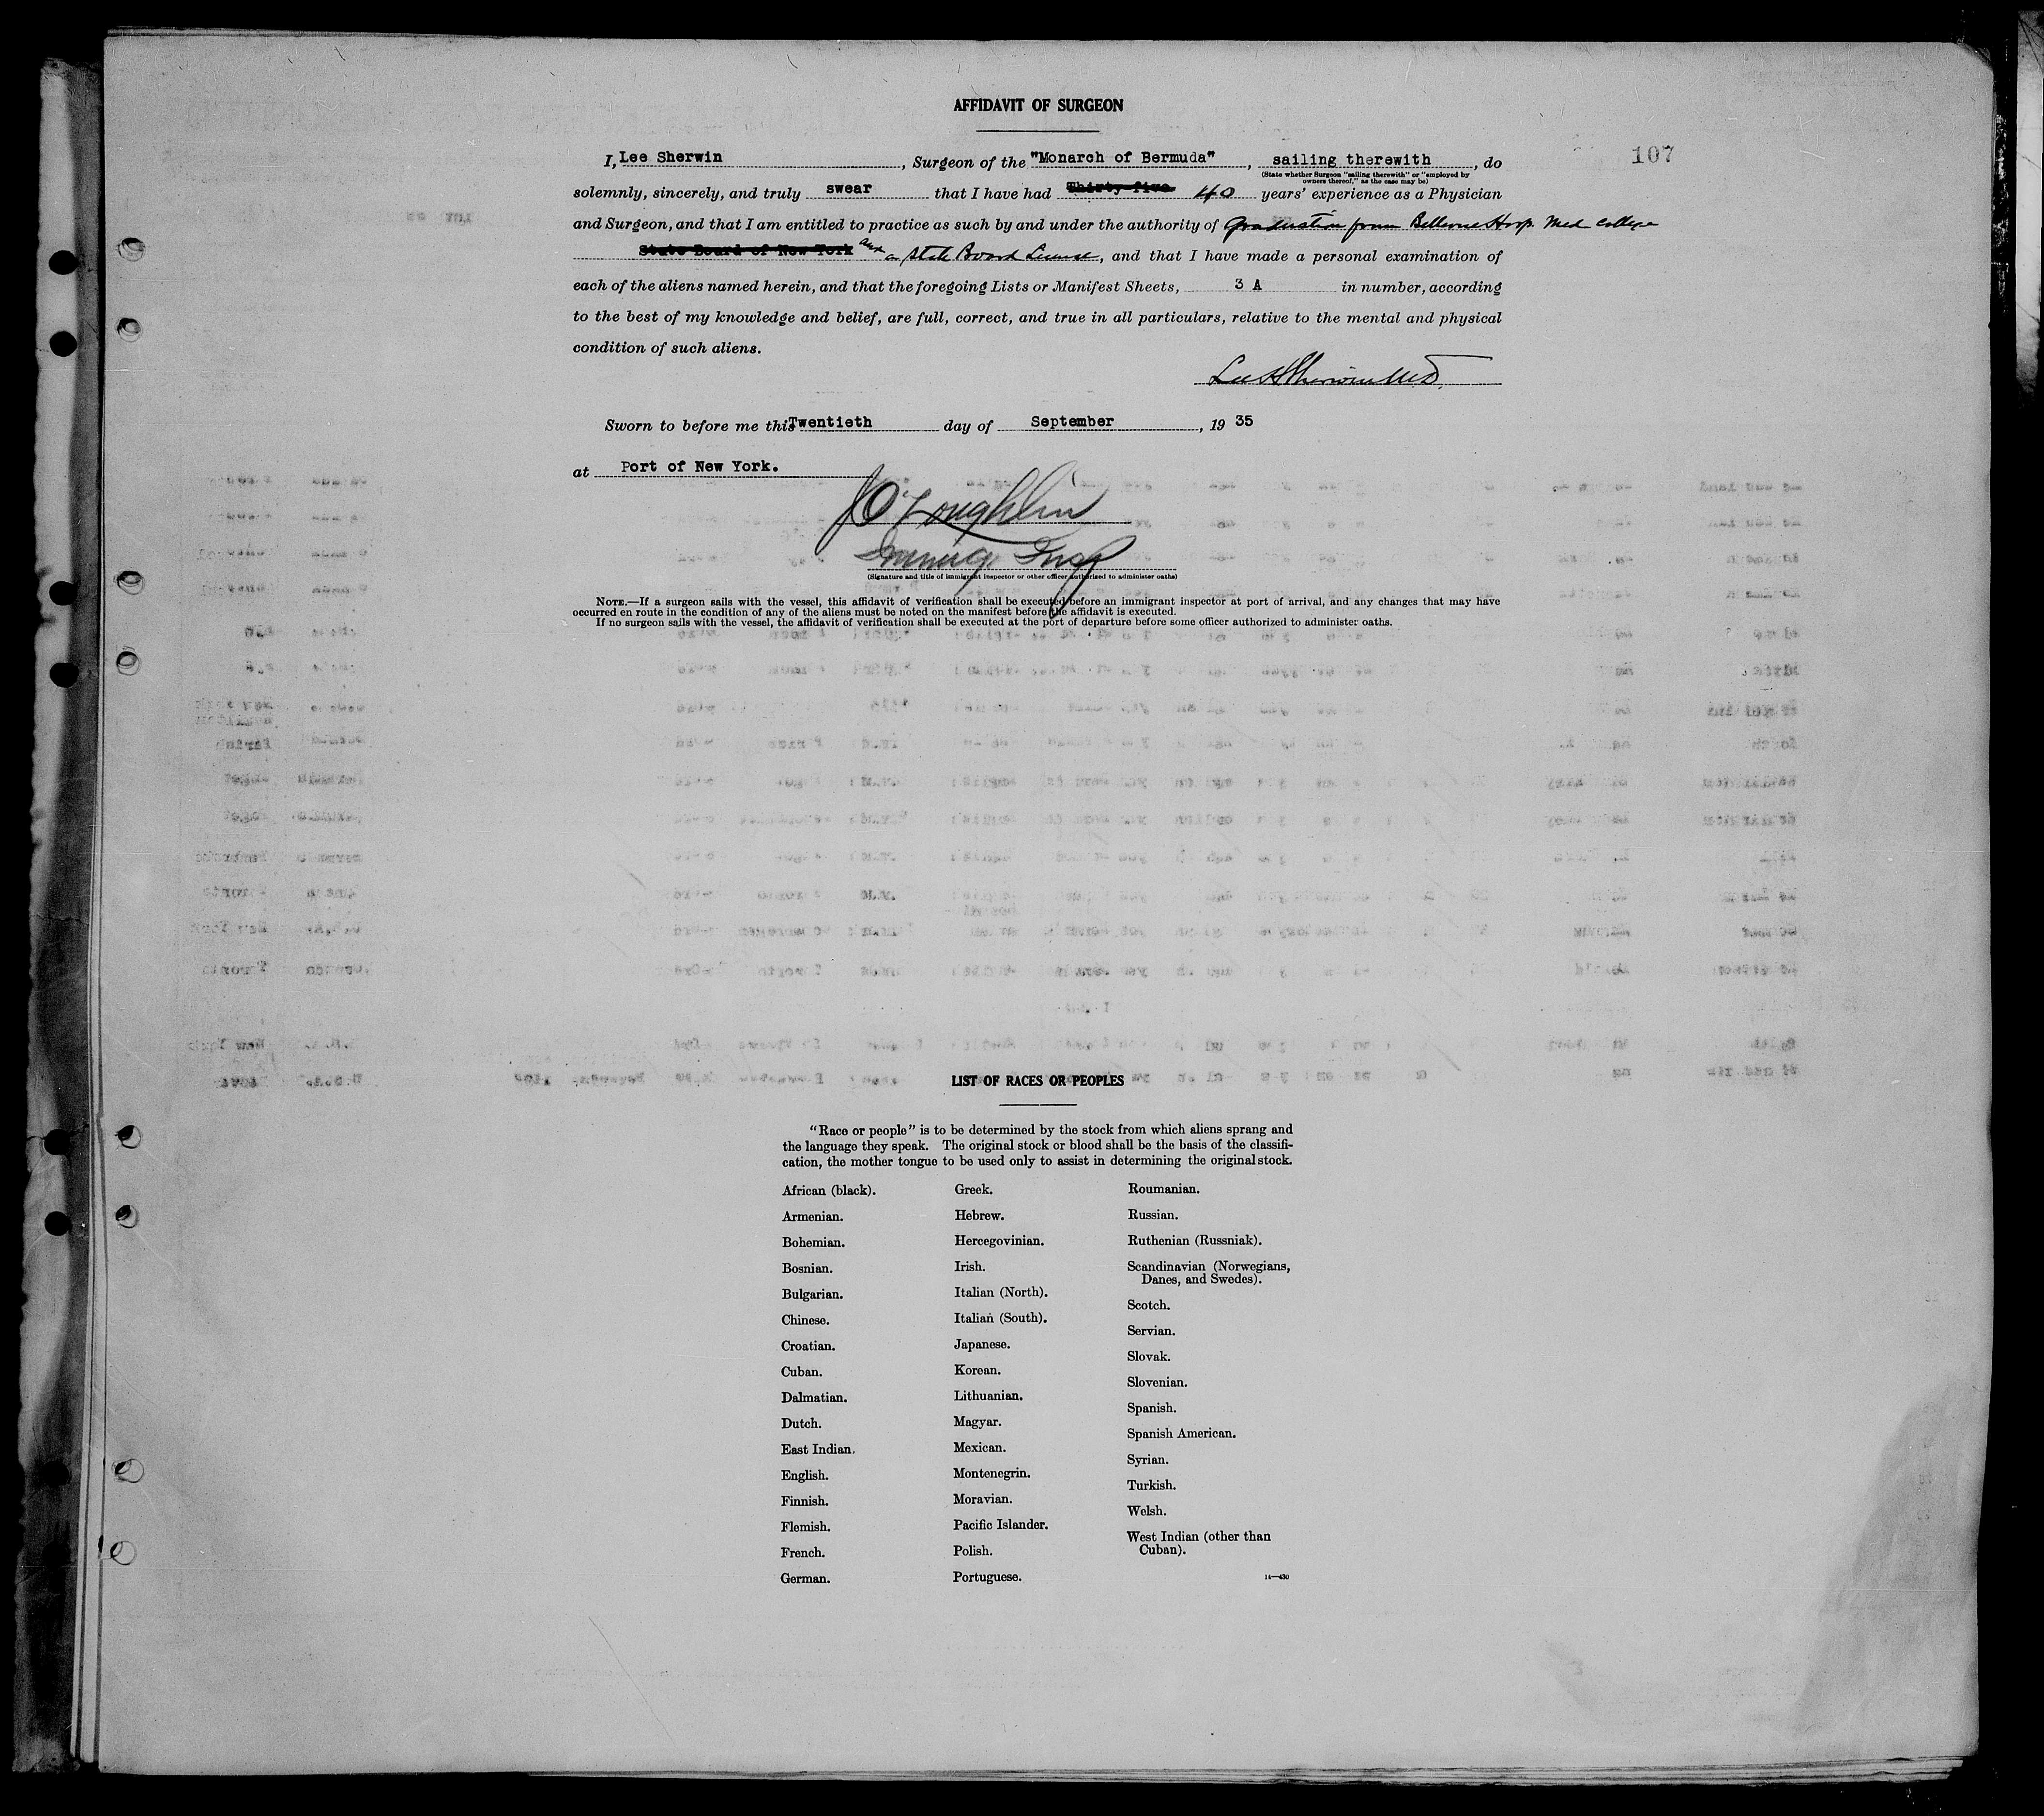 AFFIDAVIT OF SURGEON
107
I, Lee Sherwin, Surgeon of the "Monarch of Bermuda", sailing therewith, do
(State whether Surgeon "sailing therewith" or "employed by
owners thereof," as the case may be)
solemnly, sincerely, and truly swear that I have had Thirty five 40 years' experience as a Physician
and Surgeon, and that I am entitled to practice as such by and under the authority of Graduation from Bellevue Hosp. Med College
State Board of New York and a State Board License, and that I have made a personal examination of
each of the aliens named herein, and that the foregoing Lists or Manifest Sheets, 3 A in number, according
to the best of my knowledge and belief, are full, correct, and true in all particulars, relative to the mental and physical
condition of such aliens.
Lee H Sherwin M D.
Sworn to before me this Twentieth day of September, 19 35
at Port of New York.
J O'Loughlin
Immig. Insp
(Signature and title of immigrant inspector or other officer authorized to administer oaths)
NOTE.—If a surgeon sails with the vessel, this affidavit of verification shall be executed before an immigrant inspector at port of arrival, and any changes that may have
occurred en route in the condition of any of the aliens must be noted on the manifest before the affidavit is executed.
If no surgeon sails with the vessel, the affidavit of verification shall be executed at the port of departure before some officer authorized to administer oaths.
LIST OF RACES OR PEOPLES
"Race or people" is to be determined by the stock from which aliens sprang and
the language they speak. The original stock or blood shall be the basis of the classifi-
cation, the mother tongue to be used only to assist in determining the original stock.
African (black).
Armenian.
Bohemian.
Bosnian.
Bulgarian.
Chinese.
Croatian.
Cuban.
Dalmatian.
Dutch.
East Indian.
English.
Finnish.
Flemish.
French.
German.
Greek.
Hebrew.
Hercegovinian.
Irish.
Italian (North).
Italian (South).
Japanese.
Korean.
Lithuanian.
Magyar.
Mexican.
Montenegrin.
Moravian.
Pacific Islander.
Polish.
Portuguese.
Roumanian.
Russian.
Ruthenian (Russniak).
Scandinavian (Norwegians,
Danes, and Swedes).
Scotch.
Servian.
Slovak.
Slovenian.
Spanish.
Spanish American.
Syrian.
Turkish.
Welsh.
West Indian (other than
Cuban).
14—430